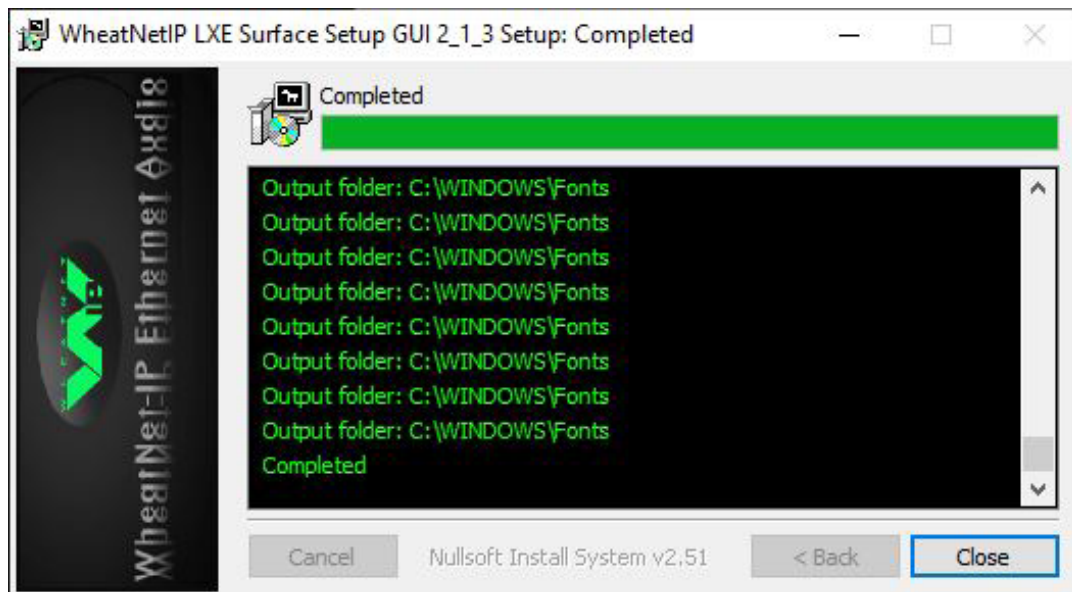 WheatNetIP LXE Surface Setup GUI 2_1_3 Setup: Completed
WheatNet-IP Ethernet Audio
Completed
Output folder: C:\WINDOWS\Fonts
Output folder: C:\WINDOWS\Fonts
Output folder: C:\WINDOWS\Fonts
Output folder: C:\WINDOWS\Fonts
Output folder: C:\WINDOWS\Fonts
Output folder: C:\WINDOWS\Fonts
Output folder: C:\WINDOWS\Fonts
Output folder: C:\WINDOWS\Fonts
Completed
Cancel
Nullsoft Install System v2.51
< Back
Close